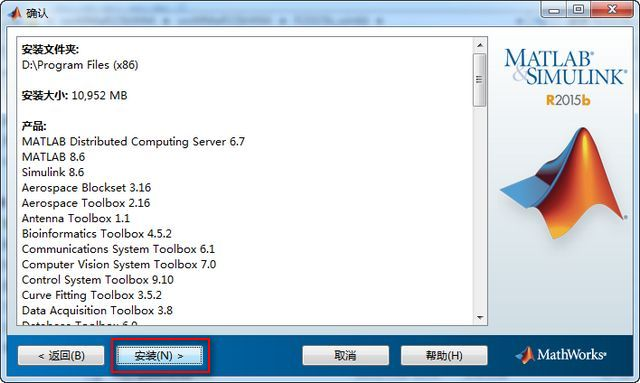 确认
安装文件夹:
D:\Program Files (x86)
安装大小: 10,952 MB
产品:
MATLAB Distributed Computing Server 6.7
MATLAB 8.6
Simulink 8.6
Aerospace Blockset 3.16
Aerospace Toolbox 2.16
Antenna Toolbox 1.1
Bioinformatics Toolbox 4.5.2
Communications System Toolbox 6.1
Computer Vision System Toolbox 7.0
Control System Toolbox 9.10
Curve Fitting Toolbox 3.5.2
Data Acquisition Toolbox 3.8
Database Toolbox 6.0
MATLAB®
&SIMULINK®
R2015b
< 返回(B)
安装(N) >
取消
帮助(H)
MathWorks®